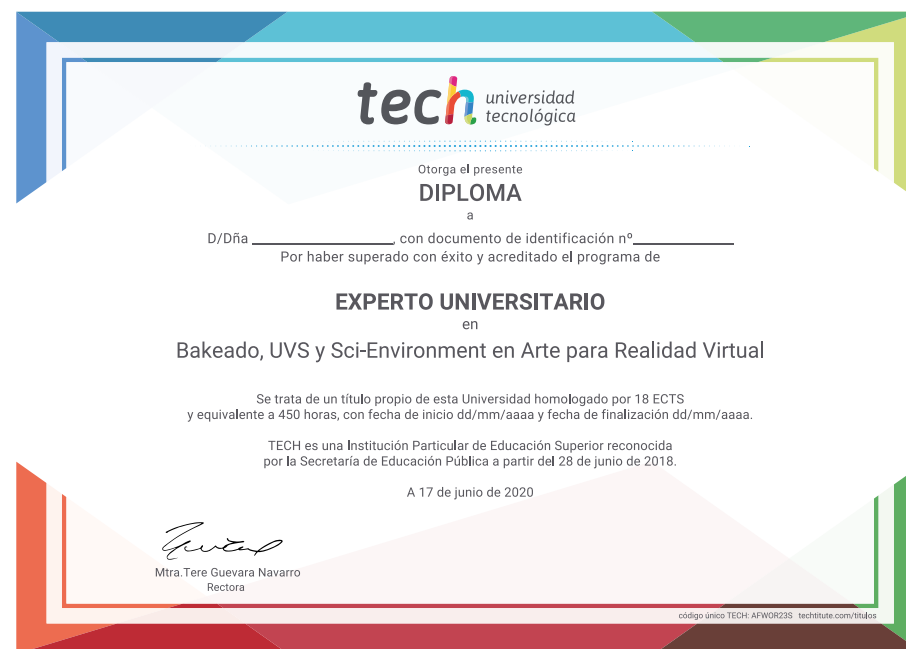 tech universidad
tecnológica
Otorga el presente
DIPLOMA
a
D/Dña ________________, con documento de identificación nº____________
Por haber superado con éxito y acreditado el programa de
EXPERTO UNIVERSITARIO
en
Bakeado, UVS y Sci-Environment en Arte para Realidad Virtual
Se trata de un título propio de esta Universidad homologado por 18 ECTS
y equivalente a 450 horas, con fecha de inicio dd/mm/aaaa y fecha de finalización dd/mm/aaaa.
TECH es una Institución Particular de Educación Superior reconocida
por la Secretaría de Educación Pública a partir del 28 de junio de 2018.
A 17 de junio de 2020
Mtra.Tere Guevara Navarro
Rectora
código único TECH: AFWOR23S techtitute.com/titulos